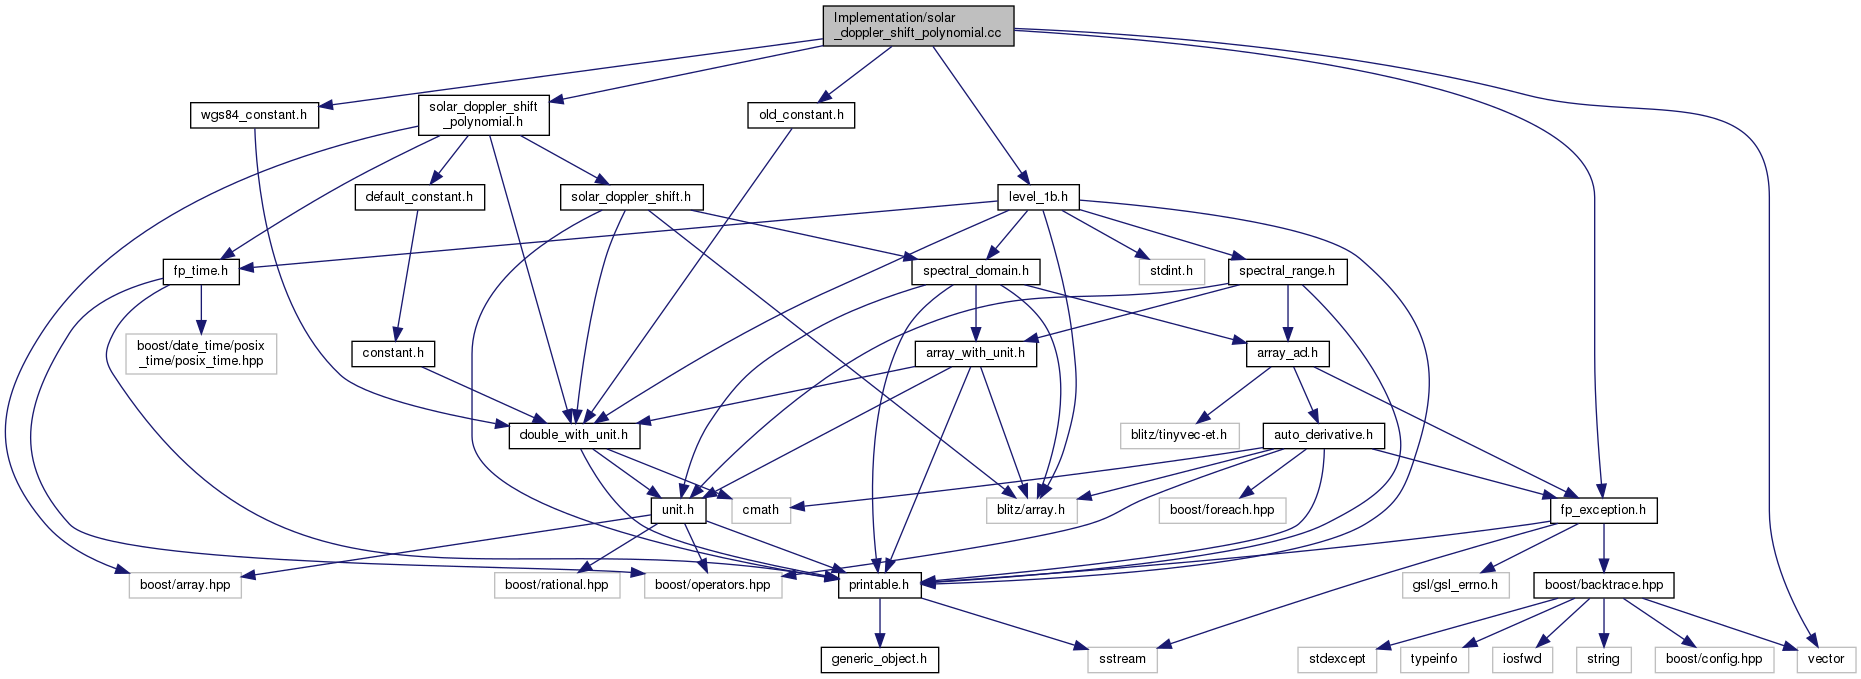 Implementation/solar
_doppler_shift_polynomial.cc
wgs84_constant.h
solar_doppler_shift
_polynomial.h
old_constant.h
default_constant.h
solar_doppler_shift.h
level_1b.h
fp_time.h
spectral_domain.h
stdint.h
spectral_range.h
boost/date_time/posix
_time/posix_time.hpp
constant.h
array_with_unit.h
array_ad.h
double_with_unit.h
blitz/tinyvec-et.h
auto_derivative.h
unit.h
cmath
blitz/array.h
boost/foreach.hpp
fp_exception.h
boost/array.hpp
boost/rational.hpp
boost/operators.hpp
printable.h
gsl/gsl_errno.h
boost/backtrace.hpp
generic_object.h
sstream
stdexcept
typeinfo
iosfwd
string
boost/config.hpp
vector